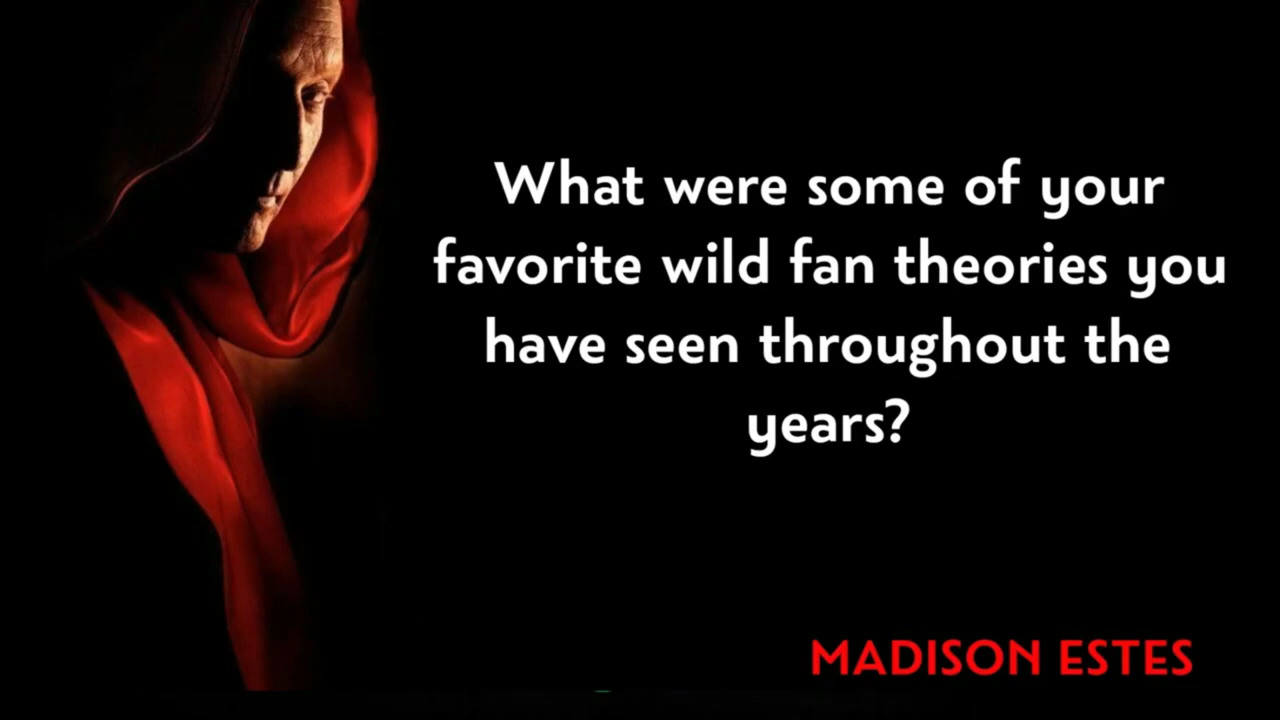 What were some of your
favorite wild fan theories you
have seen throughout the
years?
MADISON ESTES